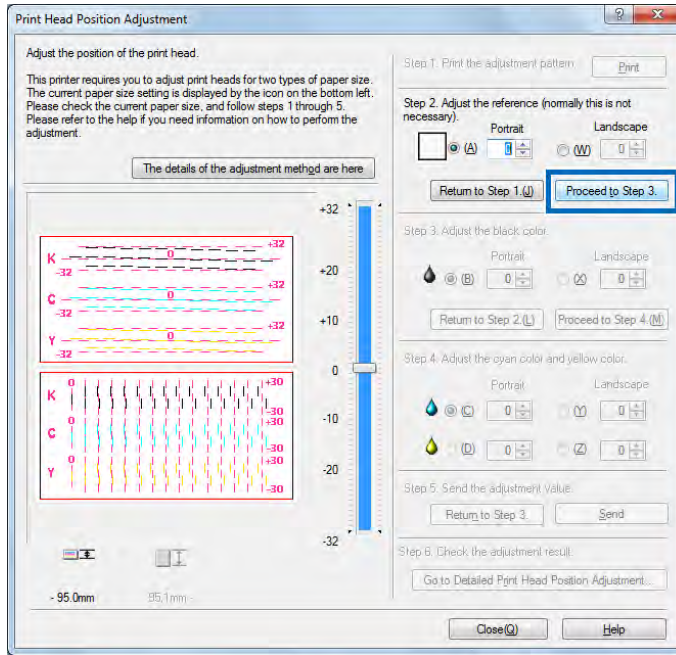 Print Head Position Adjustment
Adjust the position of the print head.
This printer requires you to adjust print heads for two types of paper size.
The current paper size setting is displayed by the icon on the bottom left.
Please check the current paper size, and follow steps 1 through 5.
Please refer to the help if you need information on how to perform the
adjustment.
The details of the adjustment method are here
+32
+20
+10
0
-10
-20
-32
K
-32
0
+32
C
-32
0
+32
Y
-32
0
+32
K
0
+30
-30
C
0
+30
-30
Y
0
+30
-30
- 95.0mm
95.1mm -
Step 1. Print the adjustment pattern.
Print
Step 2. Adjust the reference (normally this is not
necessary).
Portrait
Landscape
(A)
0
(W)
0
Return to Step 1.(J)
Proceed to Step 3.
Step 3. Adjust the black color.
Portrait
Landscape
(B)
0
(X)
0
Return to Step 2.(L)
Proceed to Step 4.(M)
Step 4. Adjust the cyan color and yellow color.
Portrait
Landscape
(C)
0
(Y)
0
(D)
0
(Z)
0
Step 5. Send the adjustment value.
Return to Step 3.
Send
Step 6. Check the adjustment result.
Go to Detailed Print Head Position Adjustment...
Close(Q)
Help